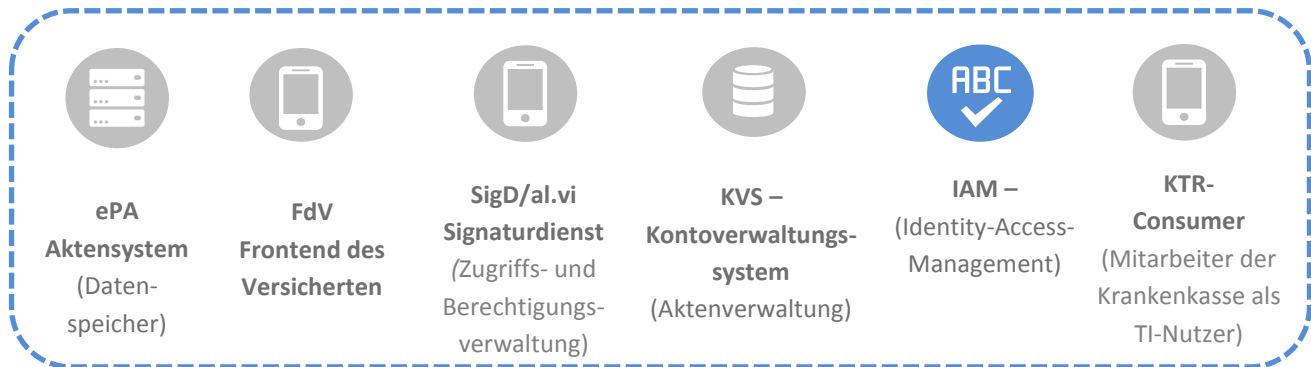 ABC
ePA
Aktensystem
(Daten-
speicher)
FdV
Frontend des
Versicherten
SigD/al.vi
Signaturdienst
(Zugriffs- und
Berechtigungs-
verwaltung)
KVS –
Kontoverwaltungs-
system
(Aktenverwaltung)
IAM –
(Identity-Access-
Management)
KTR-
Consumer
(Mitarbeiter der
Krankenkasse als
TI-Nutzer)